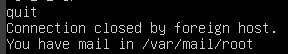 quit
Connection closed by foreign host.
You have mail in /var/mail/root